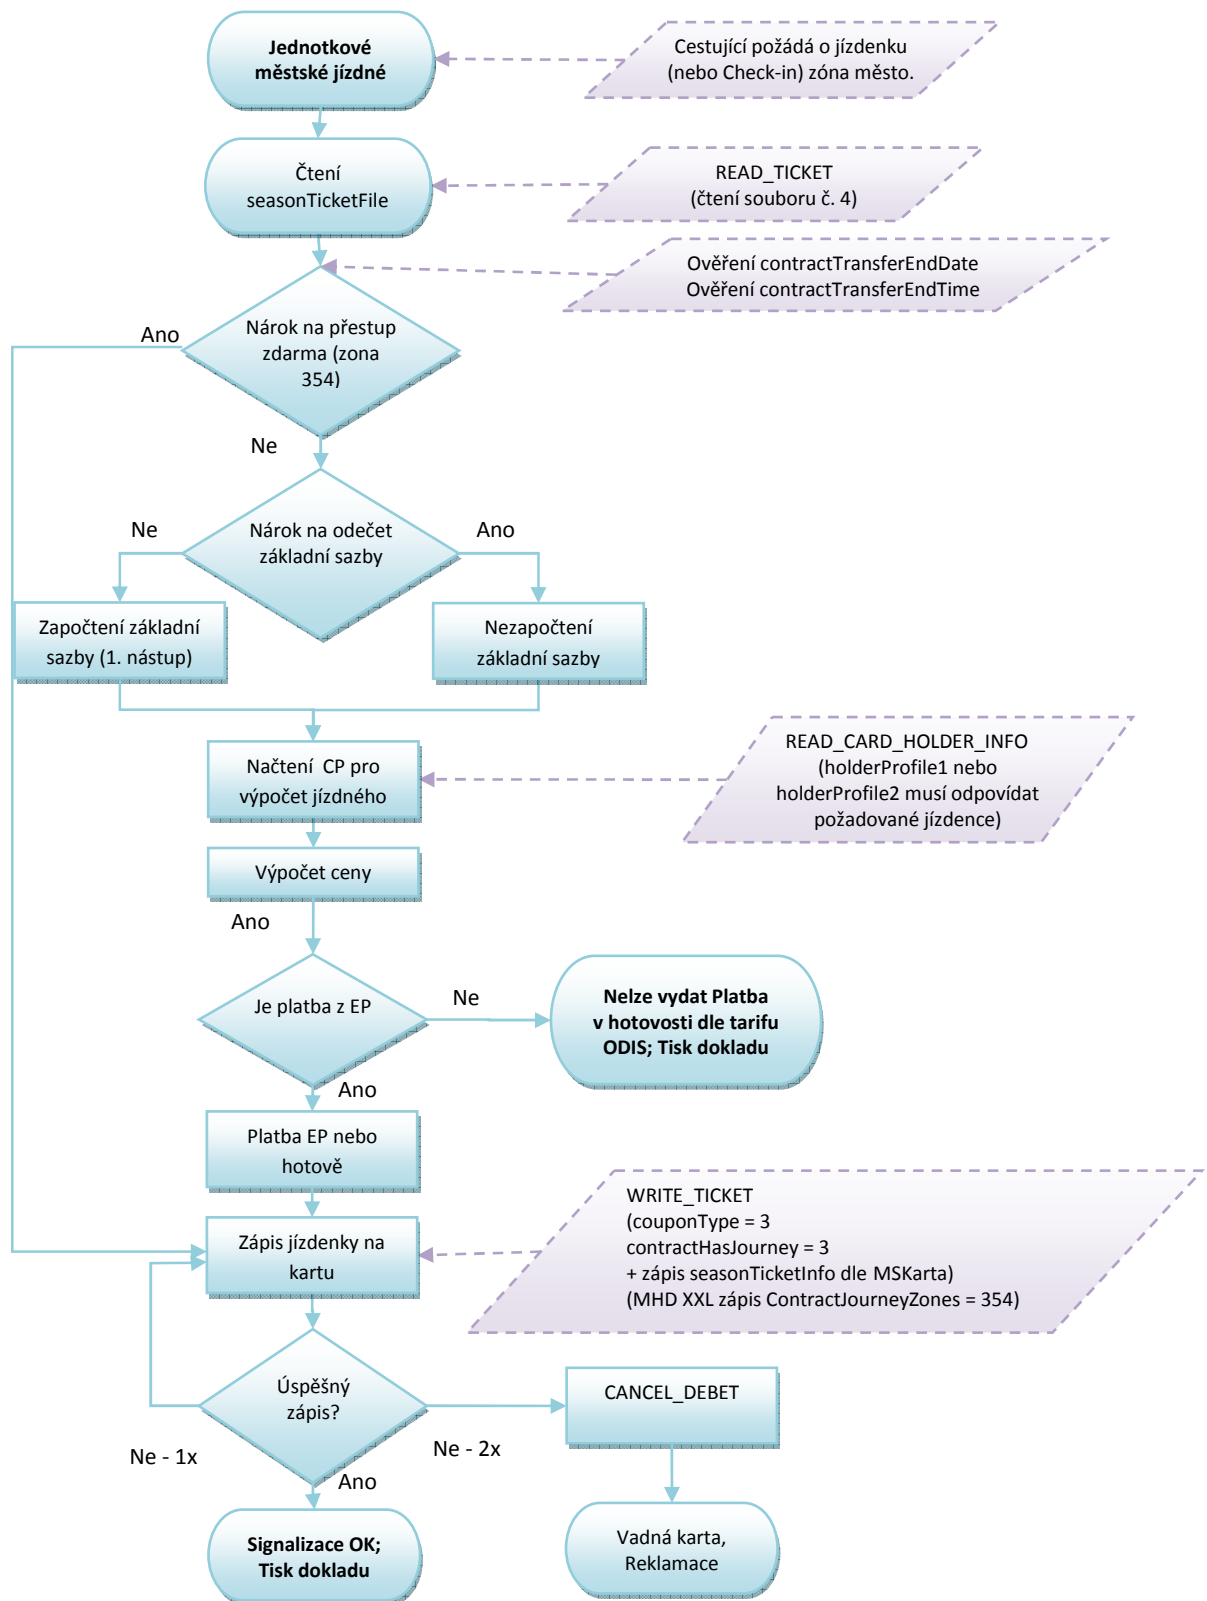 Jednotkové
městské jízdné
Cestující požádá o jízdenku
(nebo Check-in) zóna město.
Čtení
seasonTicketFile
READ_TICKET
(čtení souboru č. 4)
Ověření contractTransferEndDate
Ověření contractTransferEndTime
Ano
Nárok na přestup
zdarma (zona
354)
Ne
Ne
Nárok na odečet
základní sazby
Ano
Započtení základní
sazby (1. nástup)
Nezapočtení
základní sazby
Načtení  CP pro
výpočet jízdného
READ_CARD_HOLDER_INFO
(holderProfile1 nebo
holderProfile2 musí odpovídat
požadované jízdence)
Výpočet ceny
Ano
Je platba z EP
Ne
Nelze vydat Platba
v hotovosti dle tarifu
ODIS; Tisk dokladu
Ano
Platba EP nebo
hotově
WRITE_TICKET
(couponType = 3
contractHasJourney = 3
+ zápis seasonTicketInfo dle MSKarta)
(MHD XXL zápis ContractJourneyZones = 354)
Zápis jízdenky na
kartu
Úspěšný
zápis?
CANCEL_DEBET
Ne - 1x
Ne - 2x
Ano
Signalizace OK;
Tisk dokladu
Vadná karta,
Reklamace